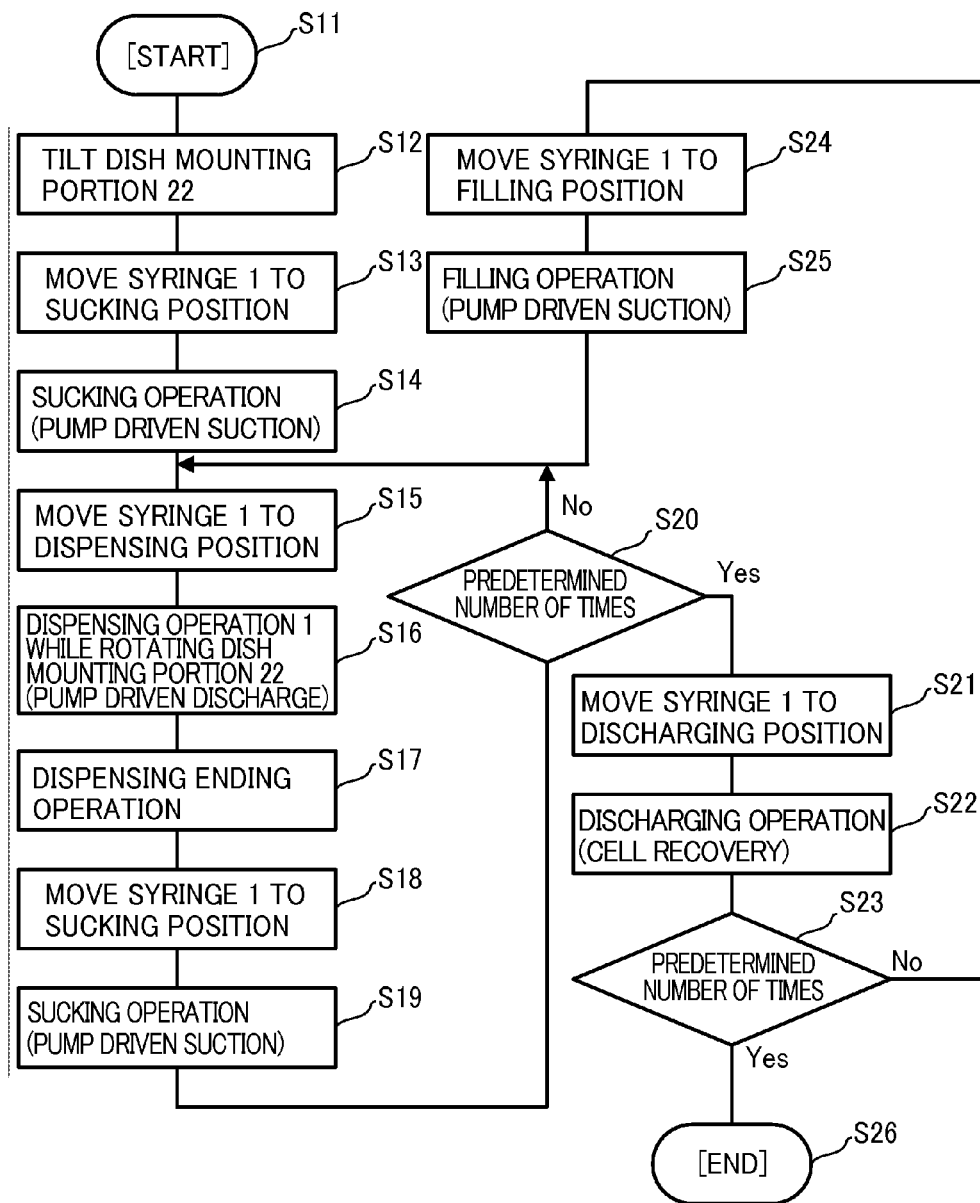 [START]
S11
TILT DISH MOUNTING
PORTION 22
S12
MOVE SYRINGE 1 TO
SUCKING POSITION
S13
SUCKING OPERATION
(PUMP DRIVEN SUCTION)
S14
MOVE SYRINGE 1 TO
DISPENSING POSITION
S15
DISPENSING OPERATION 1
WHILE ROTATING DISH
MOUNTING PORTION 22
(PUMP DRIVEN DISCHARGE)
S16
DISPENSING ENDING
OPERATION
S17
MOVE SYRINGE 1 TO
SUCKING POSITION
S18
SUCKING OPERATION
(PUMP DRIVEN SUCTION)
S19
PREDETERMINED
NUMBER OF TIMES
S20
No
Yes
MOVE SYRINGE 1 TO
DISCHARGING POSITION
S21
DISCHARGING OPERATION
(CELL RECOVERY)
S22
PREDETERMINED
NUMBER OF TIMES
S23
No
Yes
MOVE SYRINGE 1 TO
FILLING POSITION
S24
FILLING OPERATION
(PUMP DRIVEN SUCTION)
S25
[END]
S26